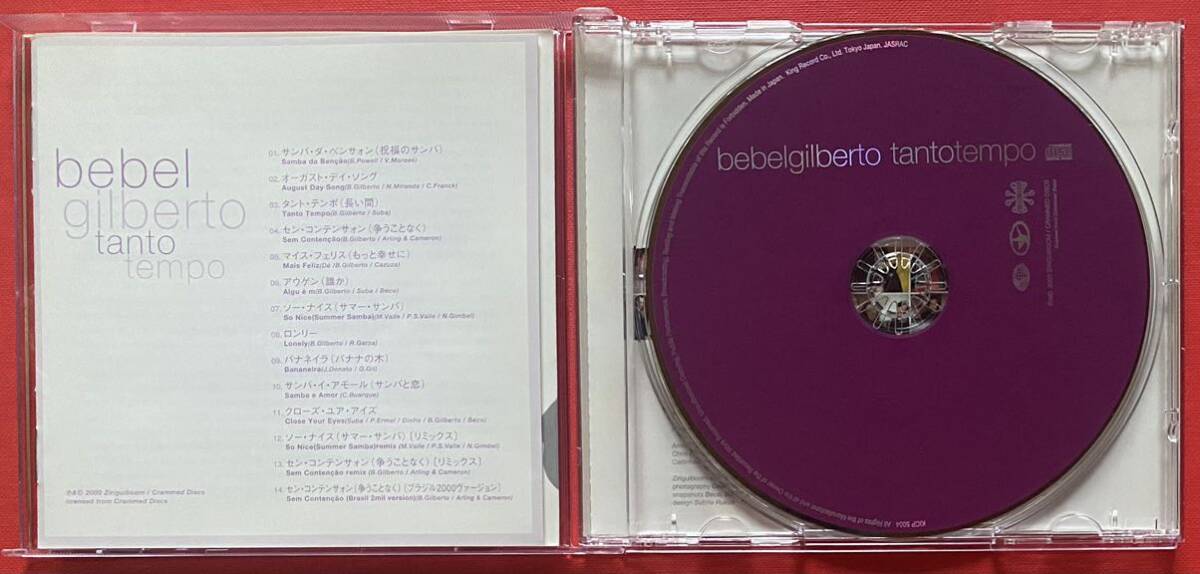 bebel
gilberto
tanto
tempo
01. サンバ・ダ・ベンサォン (祝福のサンバ)
Samba da Benção(B.Powell / V.Moraes)
02. オーガスト・デイ・ソング
August Day Song(B.Gilberto / N.Miranda / C.Franck)
03. タント・テンポ (長い間)
Tanto Tempo(B.Gilberto / Suba)
04. セン・コンテンサォン (争うことなく)
Sem Contenção(B.Gilberto / Arling & Cameron)
05. マイス・フェリス (もっと幸せに)
Mais Feliz(Dé /B.Gilberto / Cazuza)
06. アウゲン (誰か)
Algu é m(B.Gilberto / Suba / Beco)
07. ソー・ナイス (サマー・サンバ)
So Nice(Summer Samba)(M.Valle / P.S.Valle / N.Gimbel)
08. ロンリー
Lonely(B.Gilberto / R.Garza)
09. バナネイラ (バナナの木)
Bananeira(J.Donato / G.Gil)
10. サンバ・イ・アモール (サンバと恋)
Samba e Amor (C.Buarque)
11. クローズ・ユア・アイズ
Close Your Eyes(Suba / P.Ermel / Dinho / B.Gilberto / Beco)
12. ソー・ナイス (サマー・サンバ) [リミックス]
So Nice(Summer Samba)remix (M.Valle / P.S.Valle / N.Gimbel)
13. セン・コンテンサォン (争うことなく) [リミックス]
Sem Contenção remix (B.Gilberto / Arling & Cameron)
14. セン・コンテンサォン (争うことなく) (ブラジル2000ヴァージョン)
Sem Contenção (Brasil 2mil version)(B.Gilberto / Arling & Cameron)
℗&© 2000 Ziriguiboom / Crammed Discs
licensed from Crammed Discs
bebelgilberto tantotempo
Made in Japan. King Record Co., Ltd. Tokyo Japan. JASRAC
KICP 5004